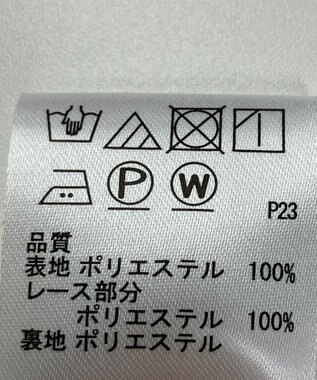 P W
P23
品質
表地 ポリエステル 100%
レース部分
ポリエステル 100%
裏地 ポリエステル